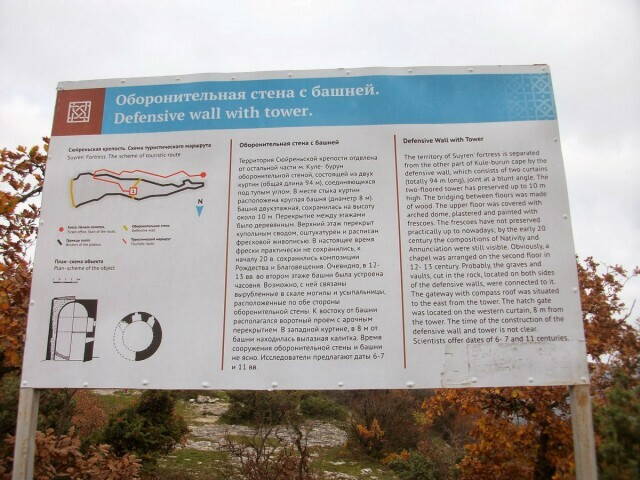 Оборонительная стена с башней.
Defensive wall with tower.
Сюйреньская крепость. Схема туристического маршрута
Suyren' Fortress. The scheme of touristic route
План-схема объекта
Plan-scheme of the object
Оборонительная стена с башней
Территория Сюйреньской крепости отделена
от остальной части м. Куле- бурун
оборонительной стеной, состоящей из двух
куртин (общая длина 94 м), соединяющихся
под тупым углом. В месте стыка куртин
расположена круглая башня (диаметр 8 м).
Башня двухэтажная, сохранилась на высоту
около 10 м. Перекрытие между этажами
было деревянным. Верхний этаж перекрыт
купольным сводом, оштукатурен и расписан
фресковой живописью. В настоящее время
фрески практически не сохранились, к
началу 20 в. сохранились композиции
Рождества и Благовещения. Очевидно, в 12-
13 вв. во втором этаже башни была устроена
часовня. Возможно, с ней связаны
вырубленные в скале могилы и усыпальницы,
расположенные по обе стороны
оборонительной стены. К востоку от башни
располагался воротный проем с арочным
перекрытием. В западной куртине, в 8 м от
башни находилась вылазная калитка. Время
сооружения оборонительной стены и башни
не ясно. Исследователи предлагают даты 6-7
и 11 вв.
Defensive Wall with Tower
The territory of Suyren' fortress is separated
from the other part of Kule-burun cape by the
defensive wall, which consists of two curtains
(totally 94 m long), joint at a blunt angle. The
two-floored tower has preserved up to 10 m
high. The bridging between floors was made
of wood. The upper floor was covered with
arched dome, plastered and painted with
frescoes. The frescoes have not preserved
practically up to nowadays, by the early 20
century the compositions of Nativity and
Annunciation were still visible. Obviously, a
chapel was arranged on the second floor in
12- 13 century. Probably, the graves and
vaults, cut in the rock, located on both sides
of the defensive walls, were connected to it.
The gateway with compass roof was situated
to the east from the tower. The hatch gate
was located on the western curtain, 8 m from
the tower. The time of the construction of the
defensive wall and tower is not clear.
Scientists offer dates of 6- 7 and 11 centuries.